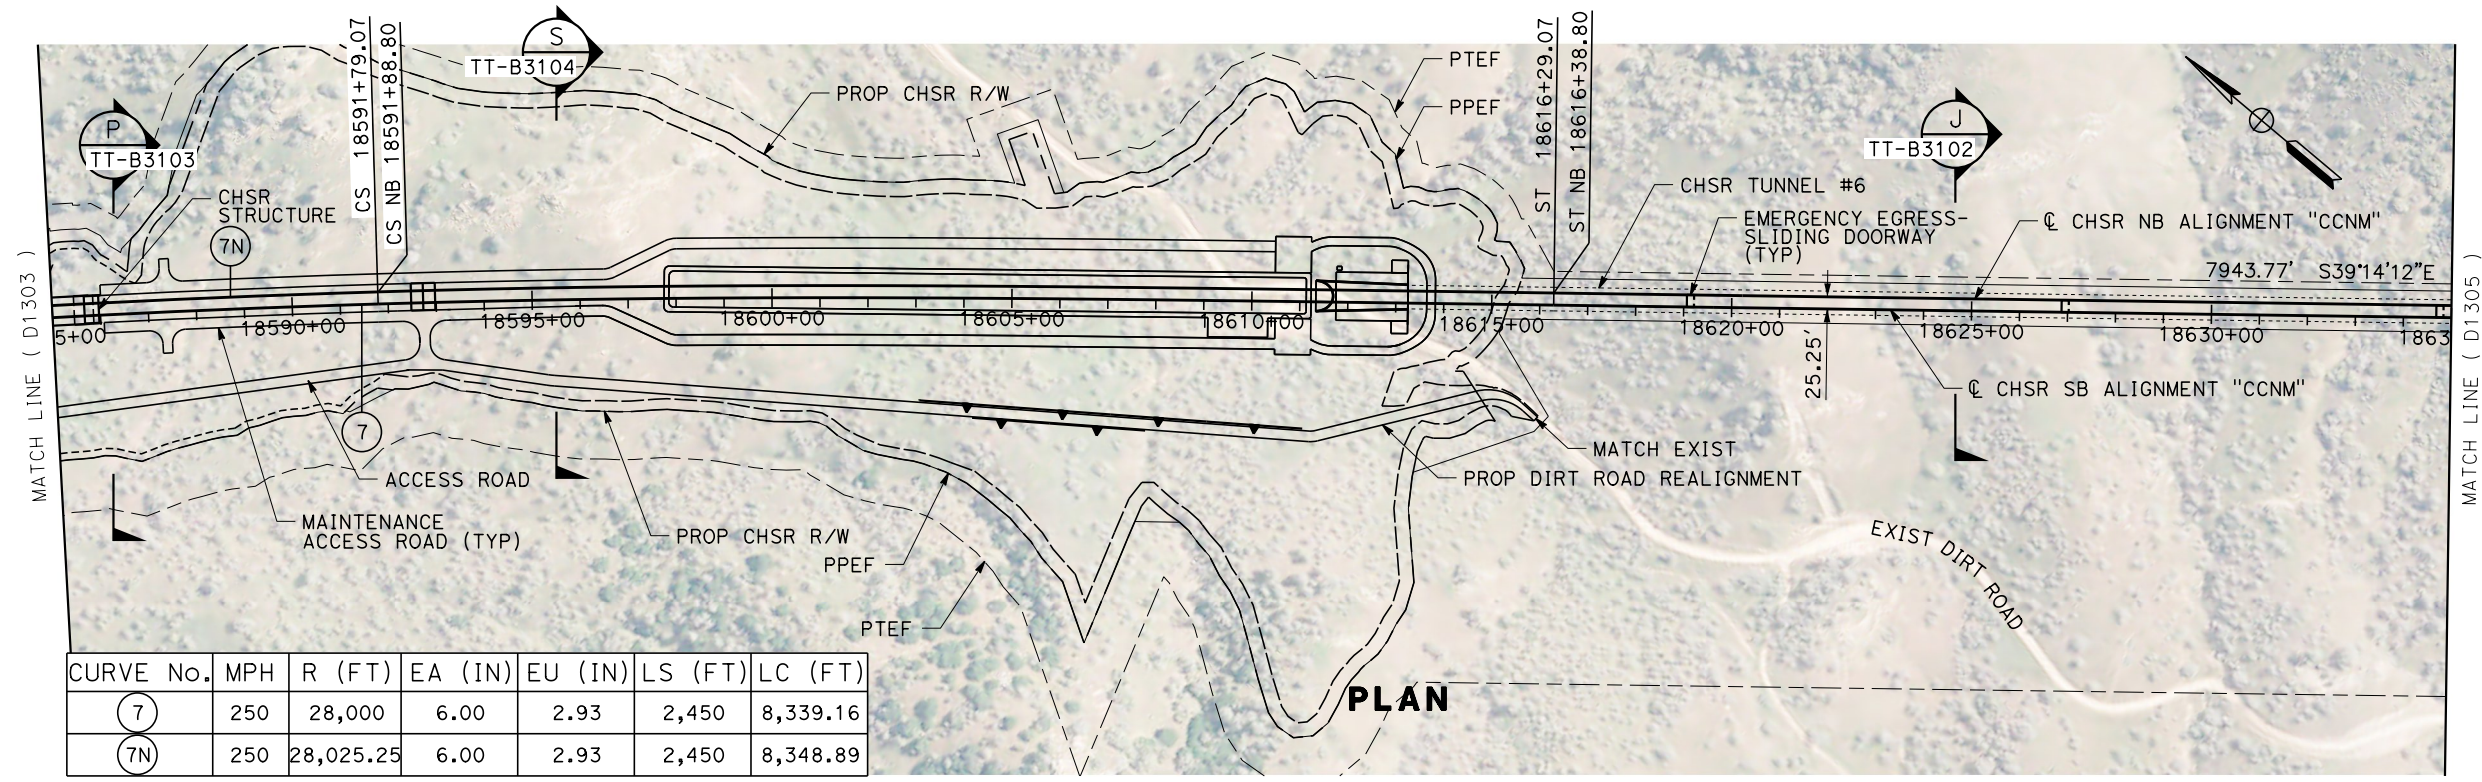 MATCH LINE ( D1303 )
P
TT-B3103
CHSR
STRUCTURE
7N
CS 18591+79.07
CS NB 18591+88.80
S
TT-B3104
PROP CHSR R/W
PTEF
PPEF
ST 18616+29.07
ST NB 18616+38.80
CHSR TUNNEL #6
EMERGENCY EGRESS-
SLIDING DOORWAY
(TYP)
J
TT-B3102
℄ CHSR NB ALIGNMENT "CCNM"
7943.77' S39°14'12"E
5+00
18590+00
18595+00
18600+00
18605+00
18610+00
18615+00
18620+00
18625+00
18630+00
1863
25.25'
℄ CHSR SB ALIGNMENT "CCNM"
7
ACCESS ROAD
MAINTENANCE
ACCESS ROAD (TYP)
PROP CHSR R/W
PPEF
PTEF
MATCH EXIST
PROP DIRT ROAD REALIGNMENT
EXIST DIRT ROAD
MATCH LINE ( D1305 )
CURVE No. MPH R (FT) EA (IN) EU (IN) LS (FT) LC (FT)
7 250 28,000 6.00 2.93 2,450 8,339.16
7N 250 28,025.25 6.00 2.93 2,450 8,348.89
PLAN